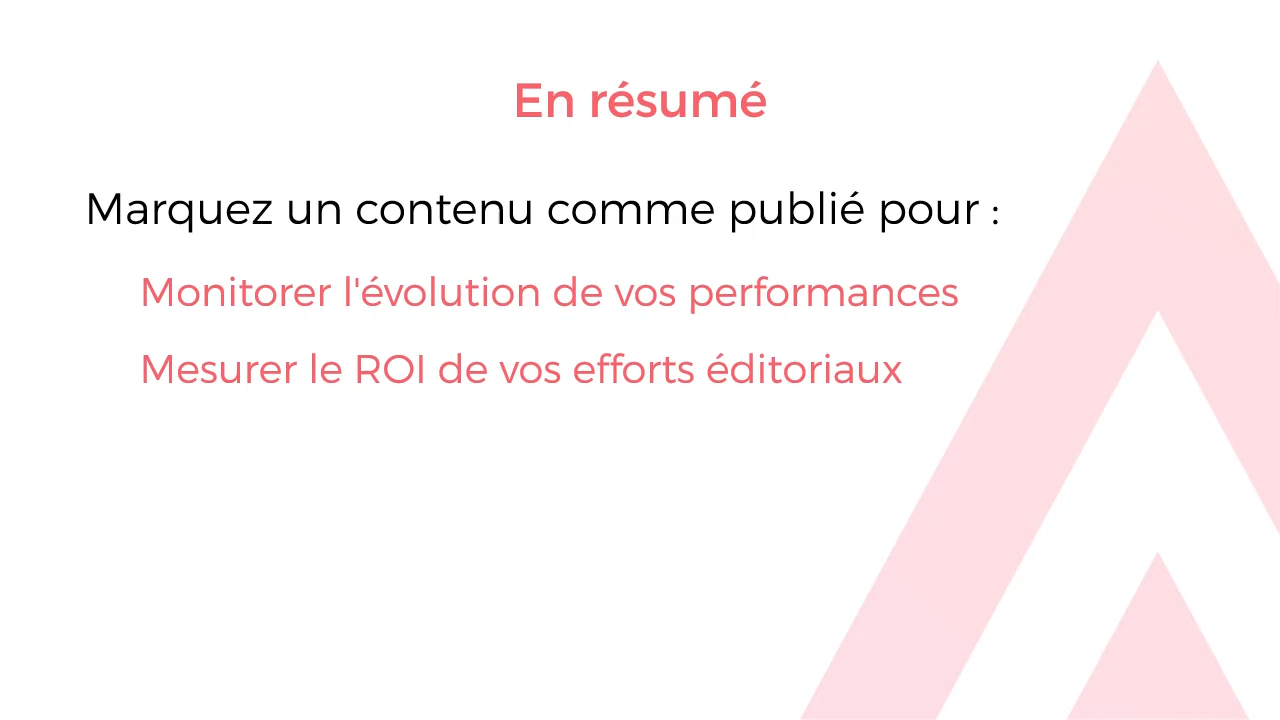 En résumé
Marquez un contenu comme publié pour :
Monitorer l'évolution de vos performances
Mesurer le ROI de vos efforts éditoriaux